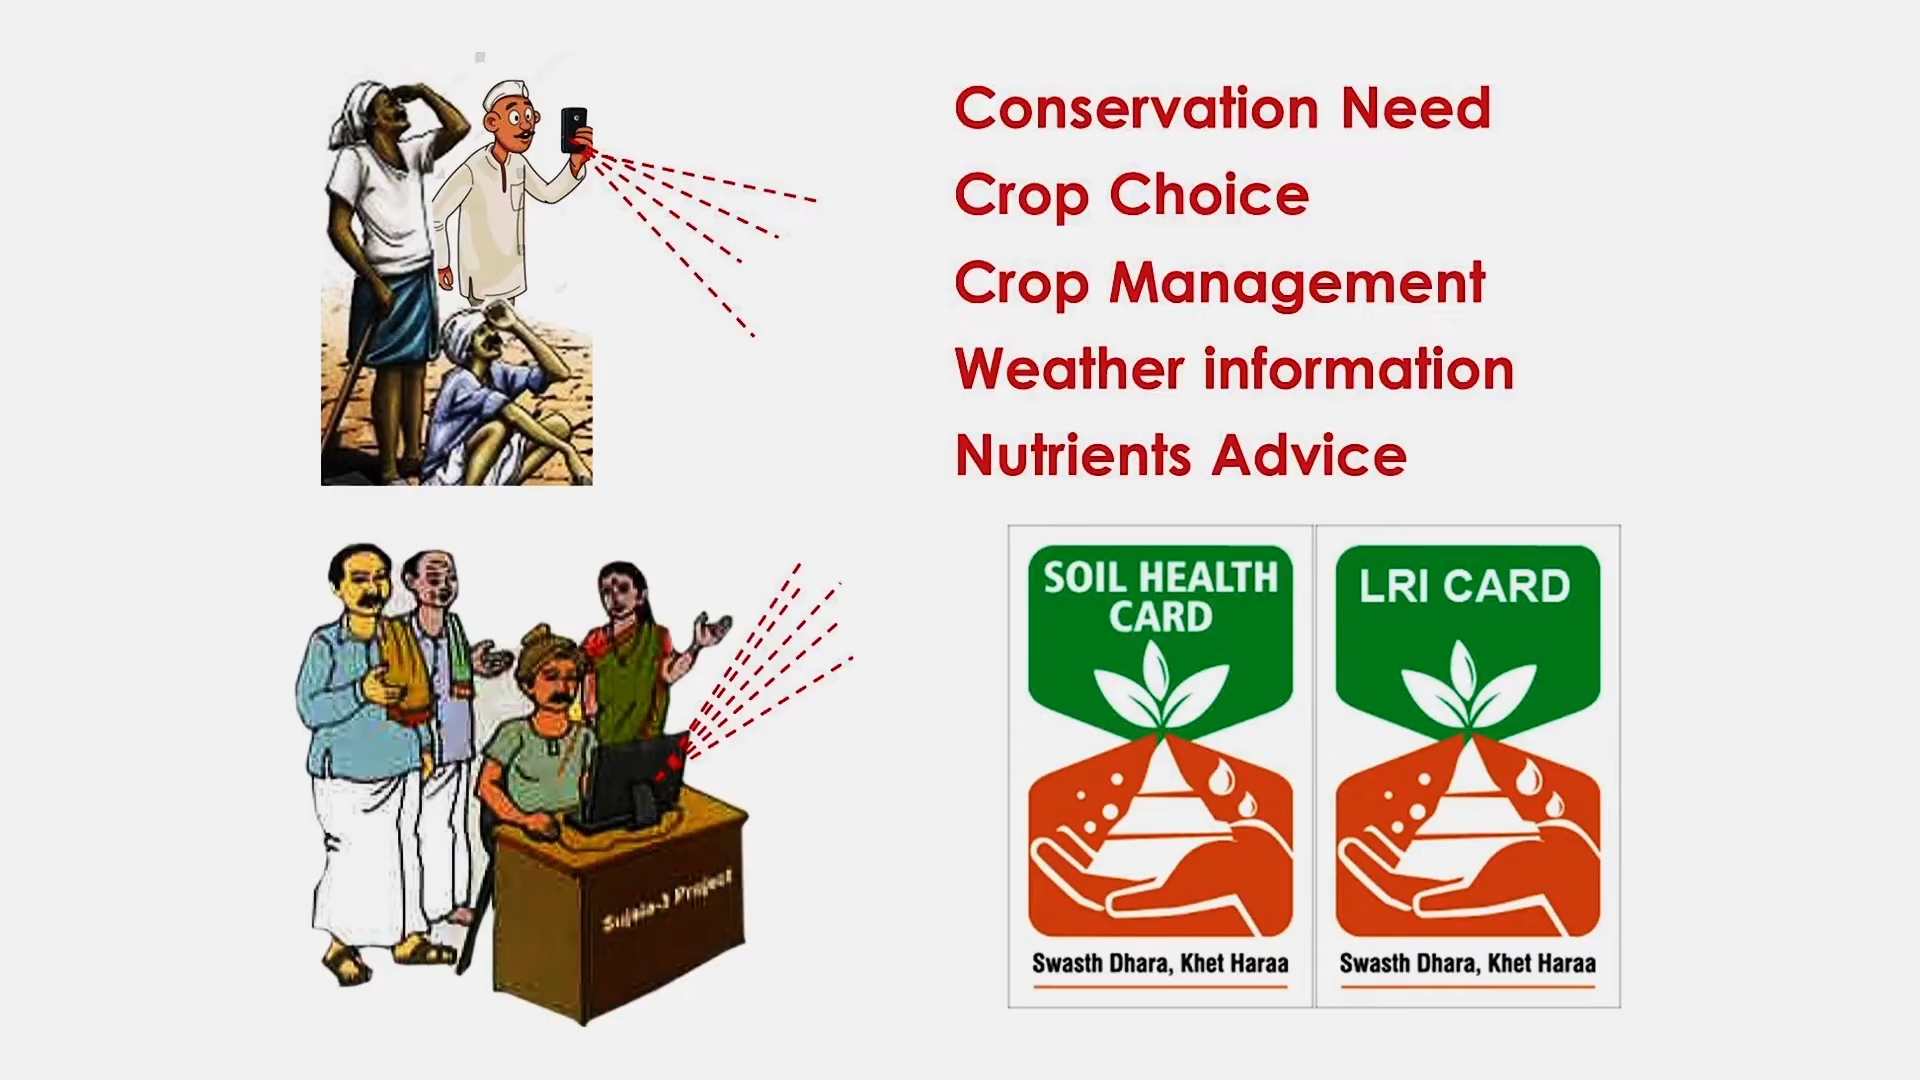 Conservation Need
Crop Choice
Crop Management
Weather information
Nutrients Advice
SOIL HEALTH
CARD
LRI CARD
Project
Swasth Dhara, Khet Haraa
Swasth Dhara, Khet Haraa